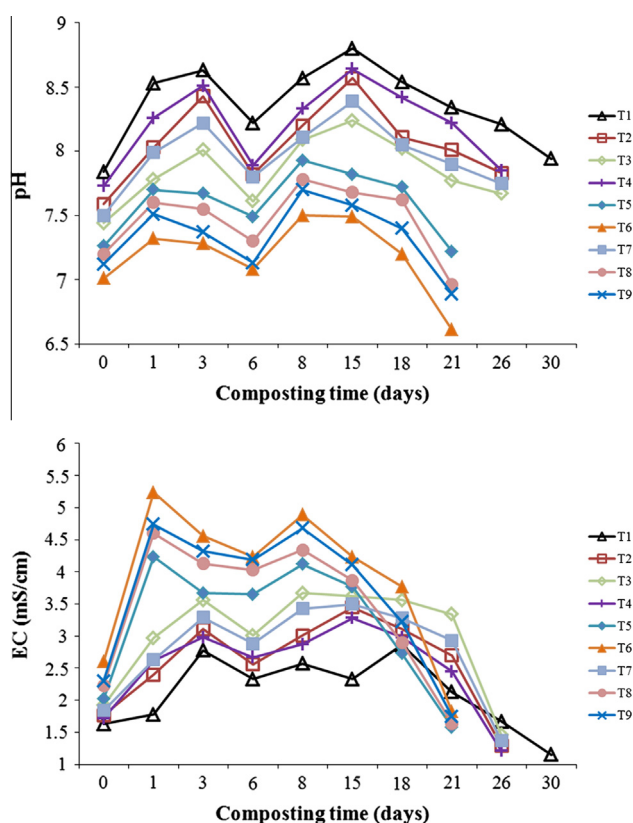 9
8.5
8
7.5
7
6.5
pH
0 1 3 6 8 15 18 21 26 30
Composting time (days)
T1
T2
T3
T4
T5
T6
T7
T8
T9
6
5.5
5
4.5
4
3.5
3
2.5
2
1.5
1
EC (mS/cm)
0 1 3 6 8 15 18 21 26 30
Composting time (days)
T1
T2
T3
T4
T5
T6
T7
T8
T9